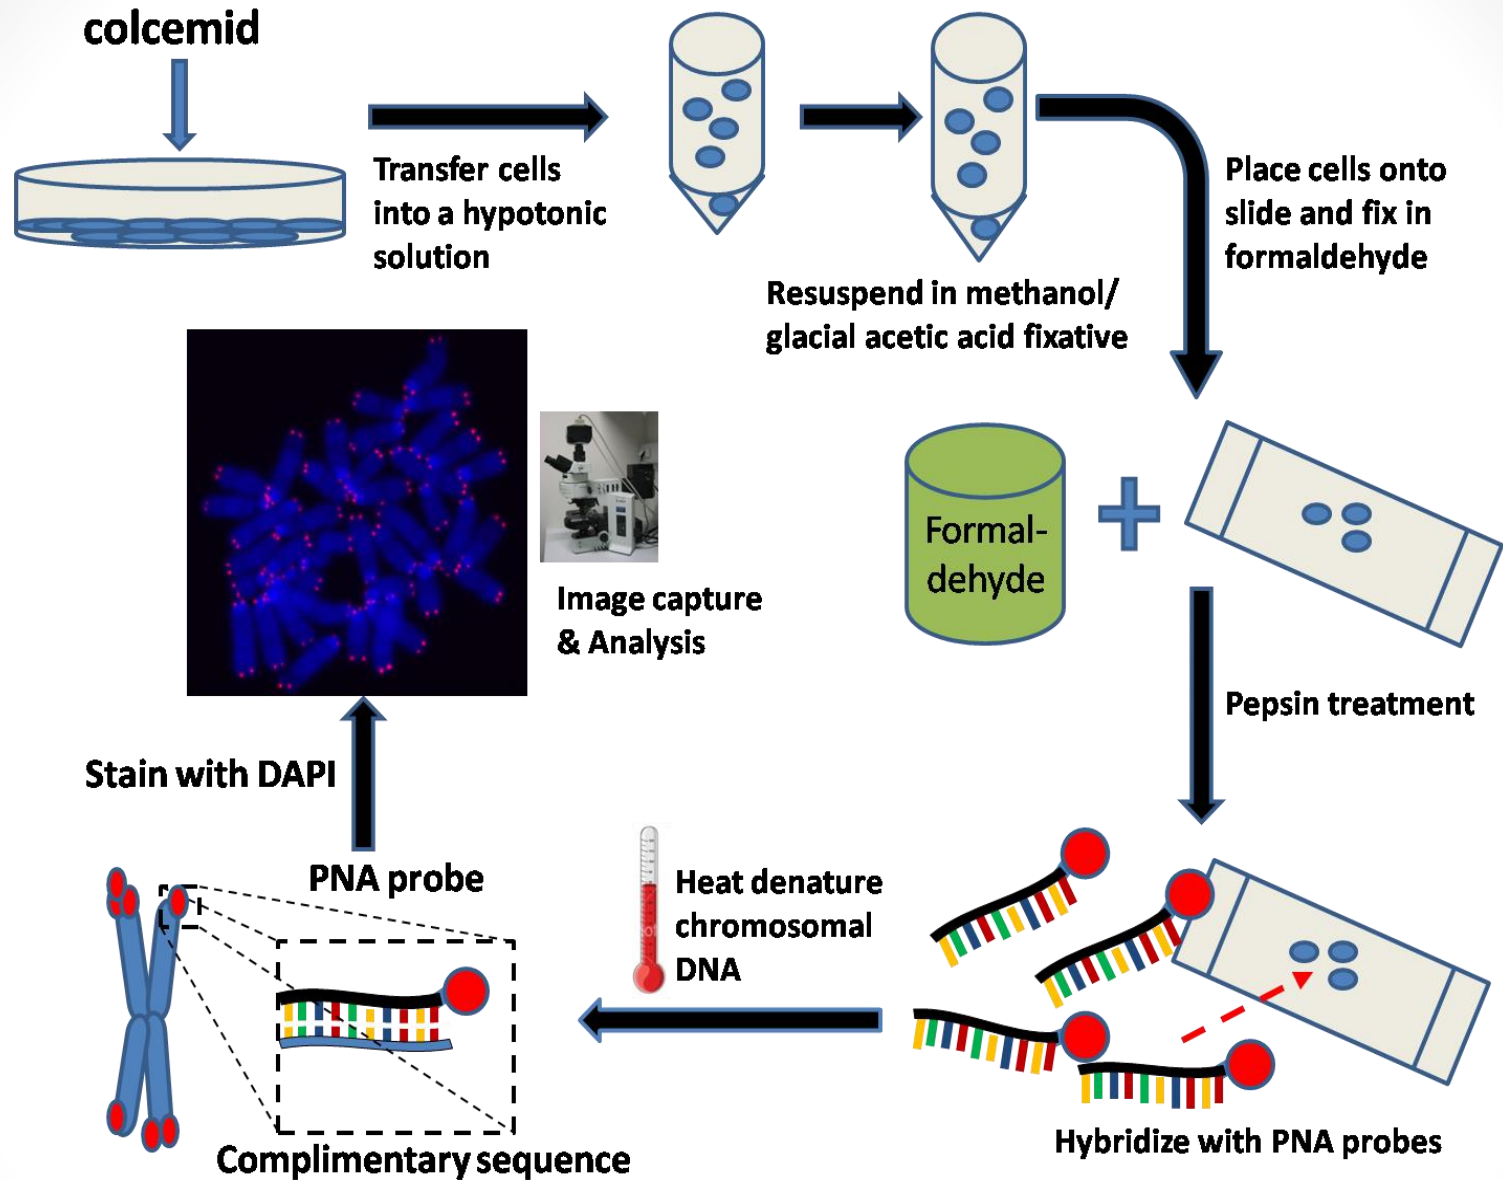 colcemid
Transfer cells
into a hypotonic
solution
Resuspend in methanol/
glacial acetic acid fixative
Place cells onto
slide and fix in
formaldehyde
Formal-
dehyde
Pepsin treatment
Hybridize with PNA probes
Heat denature
chromosomal
DNA
PNA probe
Complimentary sequence
Stain with DAPI
Image capture
& Analysis